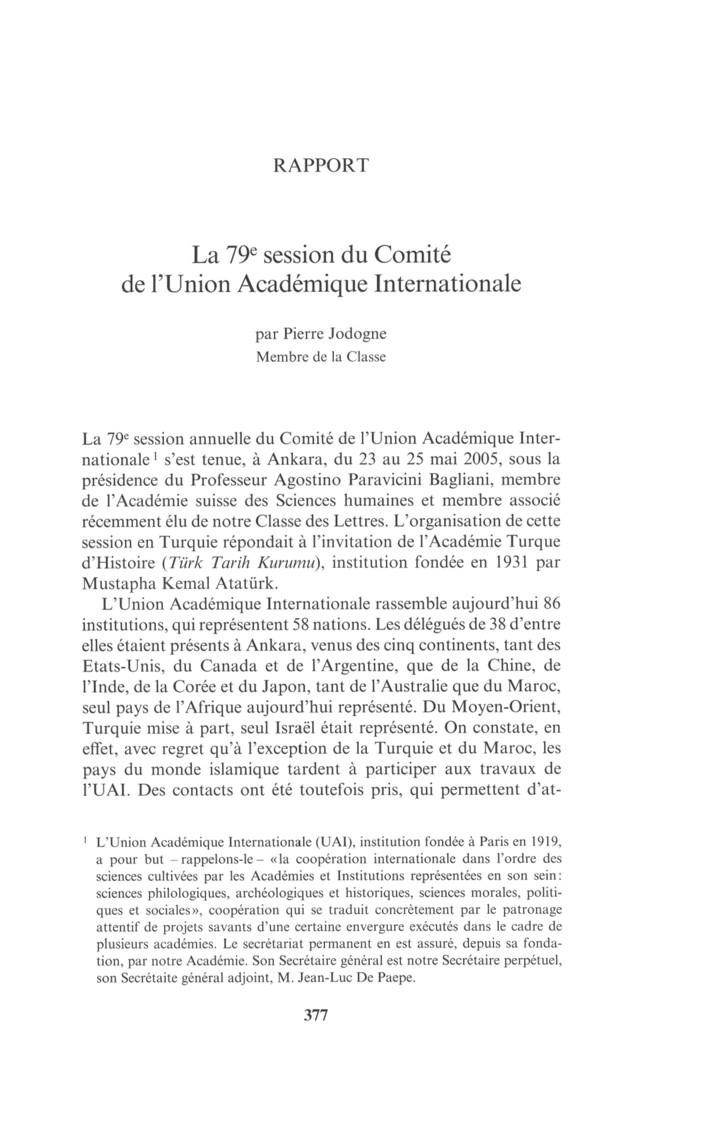 RAPPORT
La 79e session du Comité
de l'Union Académique Internationale
par Pierre Jodogne
Membre de la Classe
La 79e session annuelle du Comité de l'Union Académique Inter-
nationale 1 s'est tenue, à Ankara, du 23 au 25 mai 2005, sous la
présidence du Professeur Agostino Paravicini Bagliani, membre
de l'Académie suisse des Sciences humaines et membre associé
récemment élu de notre Classe des Lettres. L'organisation de cette
session en Turquie répondait à l'invitation de l'Académie Turque
d'Histoire (Türk Tarih Kurumu), institution fondée en 1931 par
Mustapha Kemal Atatürk.
L'Union Académique Internationale rassemble aujourd'hui 86
institutions, qui représentent 58 nations. Les délégués de 38 d'entre
elles étaient présents à Ankara, venus des cinq continents, tant des
Etats-Unis, du Canada et de l'Argentine, que de la Chine, de
l'Inde, de la Corée et du Japon, tant de l'Australie que du Maroc,
seul pays de l'Afrique aujourd'hui représenté. Du Moyen-Orient,
Turquie mise à part, seul Israël était représenté. On constate, en
effet, avec regret qu'à l'exception de la Turquie et du Maroc, les
pays du monde islamique tardent à participer aux travaux de
l'UAI. Des contacts ont été toutefois pris, qui permettent d'at-
1 L'Union Académique Internationale (UAI), institution fondée à Paris en 1919,
a pour but – rappelons-le – «la coopération internationale dans l'ordre des
sciences cultivées par les Académies et Institutions représentées en son sein:
sciences philologiques, archéologiques et historiques, sciences morales, politi-
ques et sociales», coopération qui se traduit concrètement par le patronage
attentif de projets savants d'une certaine envergure exécutés dans le cadre de
plusieurs académies. Le secrétariat permanent en est assuré, depuis sa fonda-
tion, par notre Académie. Son Secrétaire général est notre Secrétaire perpétuel,
son Secrétaite général adjoint, M. Jean-Luc De Paepe.
377